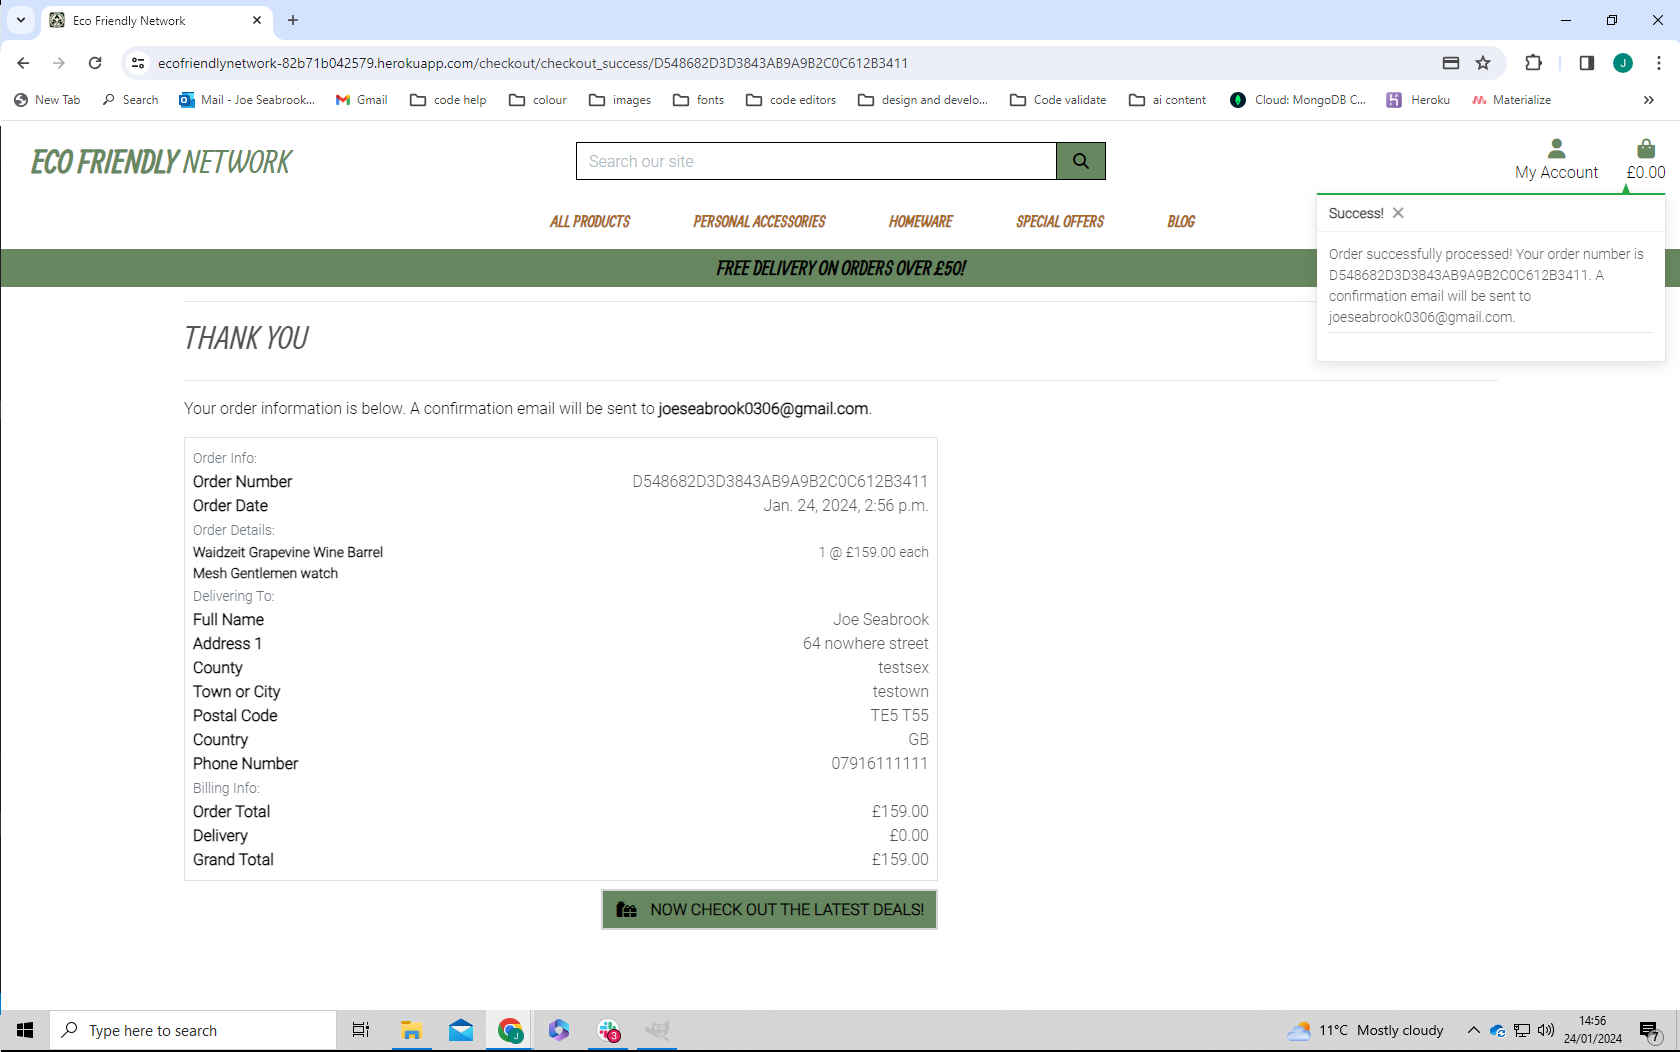 Eco Friendly Network
ecofriendlynetwork-82b71b042579.herokuapp.com/checkout/checkout_success/D548682D3D3843AB9A9B2C0C612B3411
J
New Tab
Search
Mail - Joe Seabrook...
Gmail
code help
colour
images
fonts
code editors
design and develo...
Code validate
ai content
Cloud: MongoDB C...
Heroku
Materialize
ECO FRIENDLY NETWORK
Search our site
My Account
£0.00
ALL PRODUCTS
PERSONAL ACCESSORIES
HOMEWARE
SPECIAL OFFERS
BLOG
FREE DELIVERY ON ORDERS OVER £50!
Success!
Order successfully processed! Your order number is
D548682D3D3843AB9A9B2C0C612B3411. A
confirmation email will be sent to
joeseabrook0306@gmail.com.
THANK YOU
Your order information is below. A confirmation email will be sent to joeseabrook0306@gmail.com.
Order Info:
Order Number D548682D3D3843AB9A9B2C0C612B3411
Order Date Jan. 24, 2024, 2:56 p.m.
Order Details:
Waidzeit Grapevine Wine Barrel 1 @ £159.00 each
Mesh Gentlemen watch
Delivering To:
Full Name Joe Seabrook
Address 1 64 nowhere street
County testsex
Town or City testown
Postal Code TE5 T55
Country GB
Phone Number 07916111111
Billing Info:
Order Total £159.00
Delivery £0.00
Grand Total £159.00
NOW CHECK OUT THE LATEST DEALS!
Type here to search
J
3
11°C Mostly cloudy
14:56
24/01/2024
7